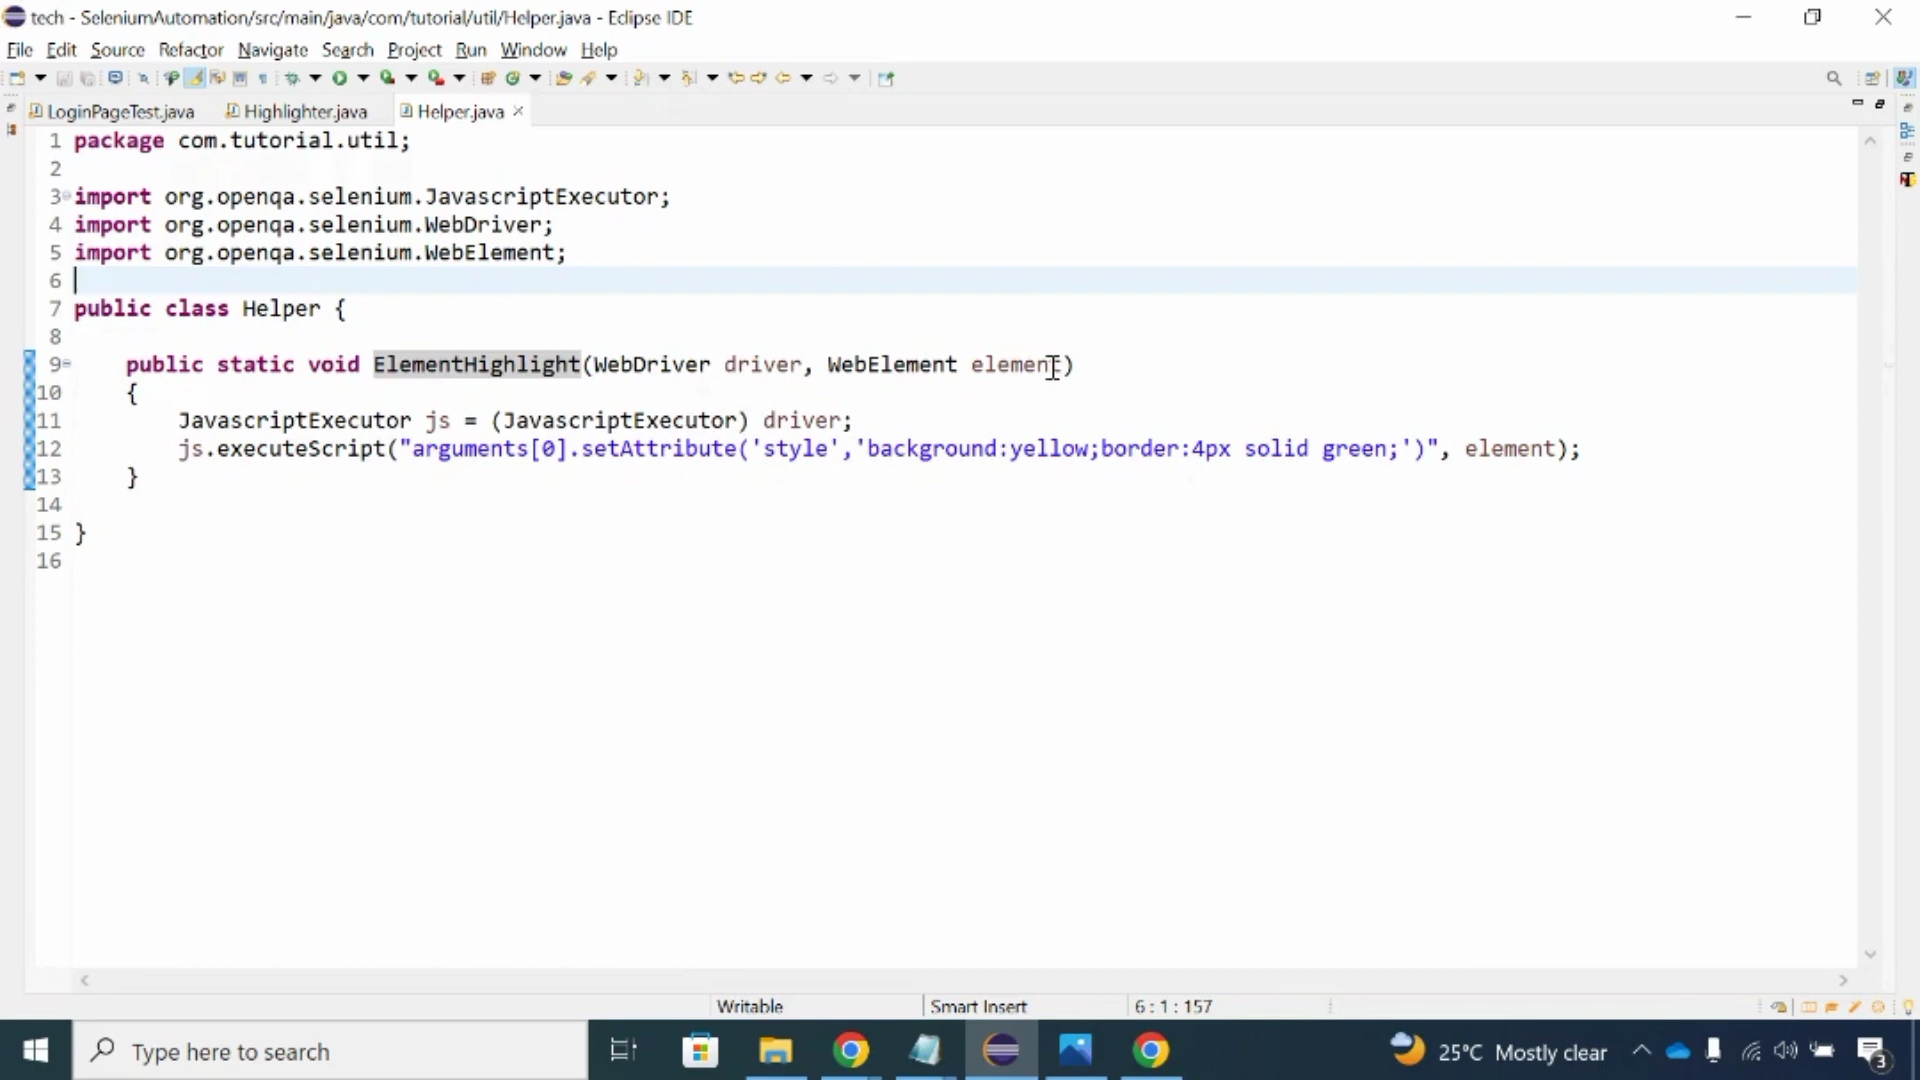 tech - SeleniumAutomation/src/main/java/com/tutorial/util/Helper.java - Eclipse IDE
File Edit Source Refactor Navigate Search Project Run Window Help
LoginPageTest.java Highlighter.java Helper.java
1 package com.tutorial.util;
2
3 import org.openqa.selenium.JavascriptExecutor;
4 import org.openqa.selenium.WebDriver;
5 import org.openqa.selenium.WebElement;
6
7 public class Helper {
8
9 public static void ElementHighlight(WebDriver driver, WebElement element)
10 {
11 JavascriptExecutor js = (JavascriptExecutor) driver;
12 js.executeScript("arguments[0].setAttribute('style','background:yellow;border:4px solid green;')", element);
13 }
14
15 }
16
Writable Smart Insert 6 : 1 : 157
Type here to search 25°C Mostly clear 3